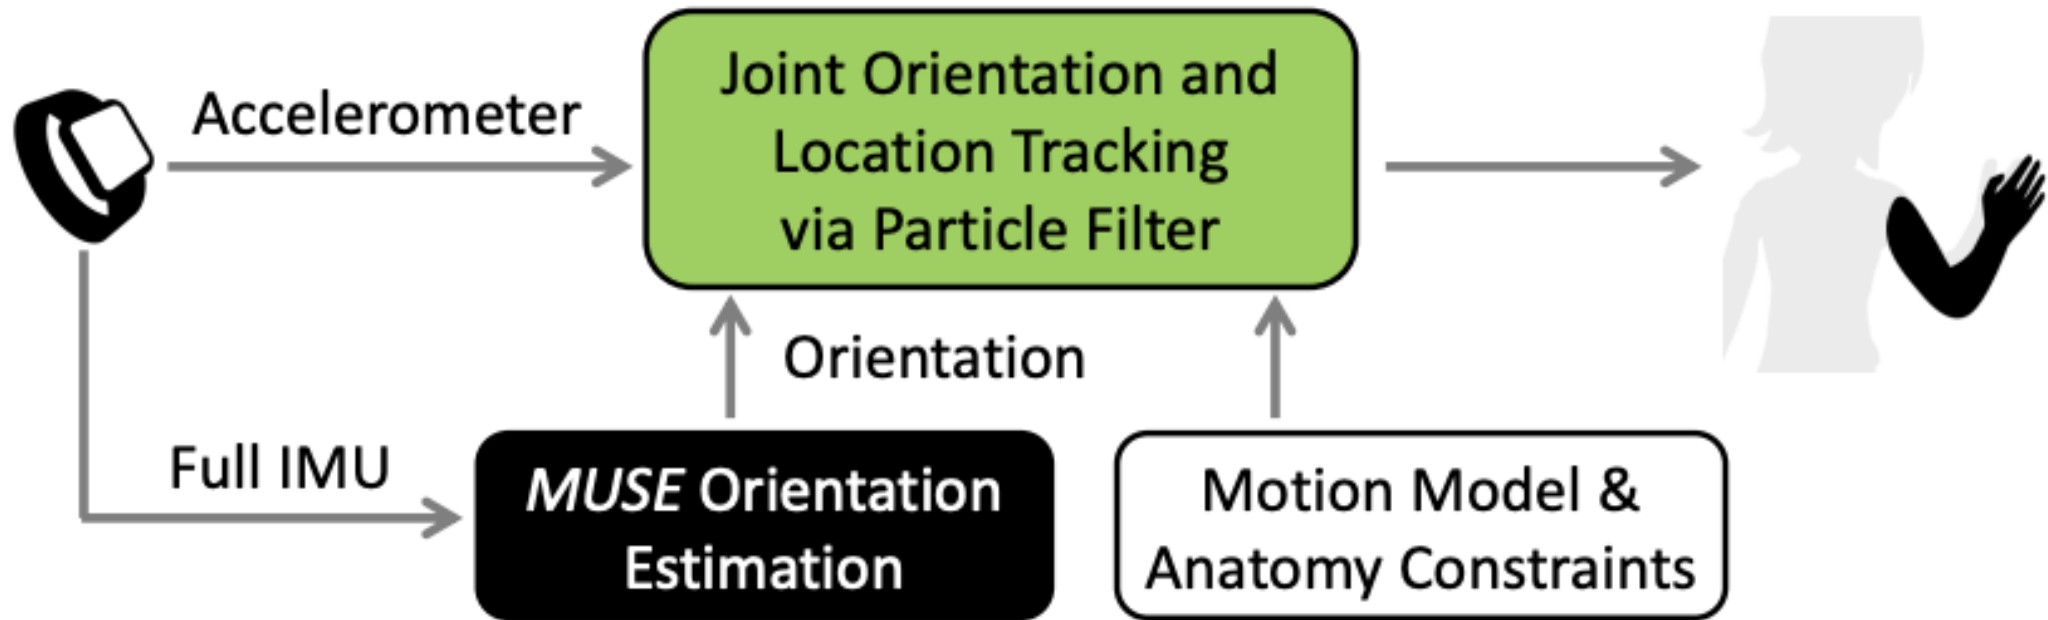 Accelerometer
Joint Orientation and
Location Tracking
via Particle Filter
Orientation
Full IMU
MUSE Orientation
Estimation
Motion Model &
Anatomy Constraints